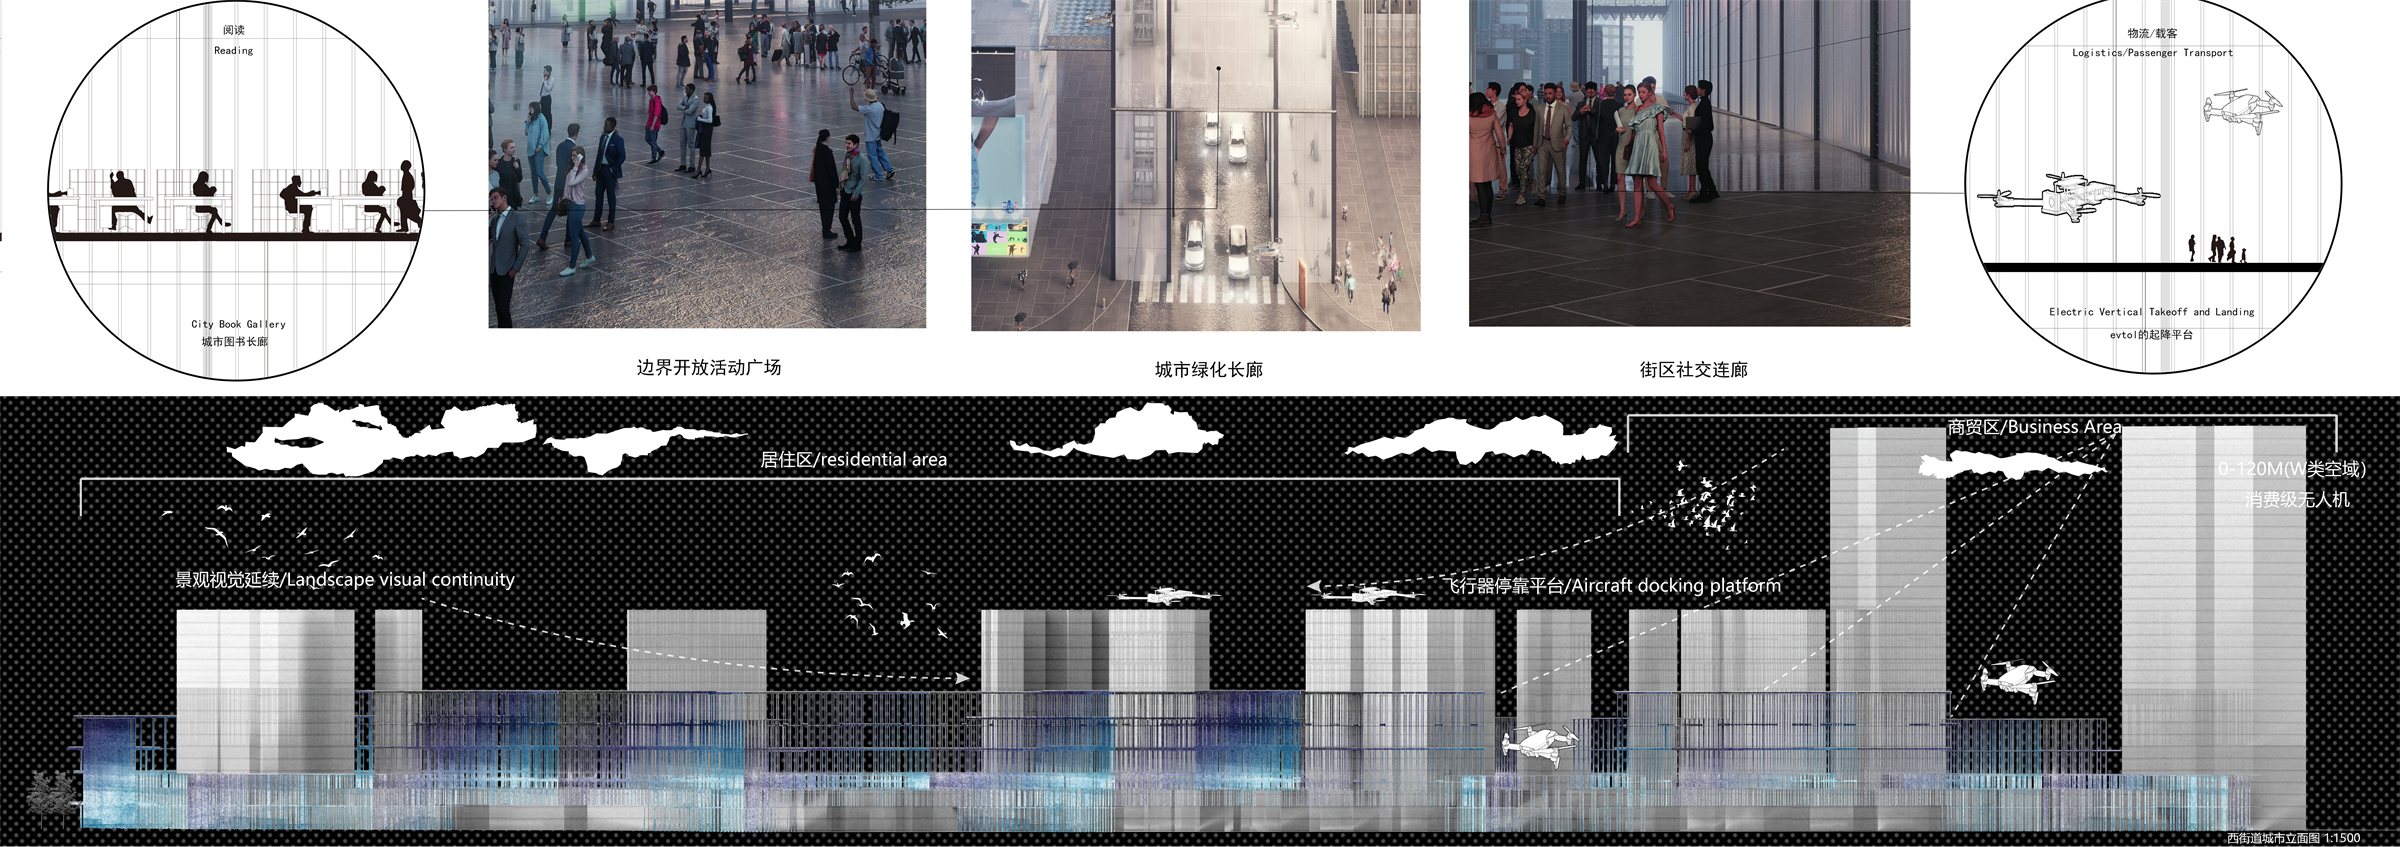 阅读
Reading
City Book Gallery
城市图书长廊
物流/载客
Logistics/Passenger Transport
Electric Vertical Takeoff and Landing
evtol的起降平台
边界开放活动广场
城市绿化长廊
街区社交连廊
商贸区/Business Area
居住区/residential area
0-120M(W类空域)
消费级无人机
景观视觉延续/Landscape visual continuity
飞行器停靠平台/Aircraft docking platform
西街道城市立面图 1:1500